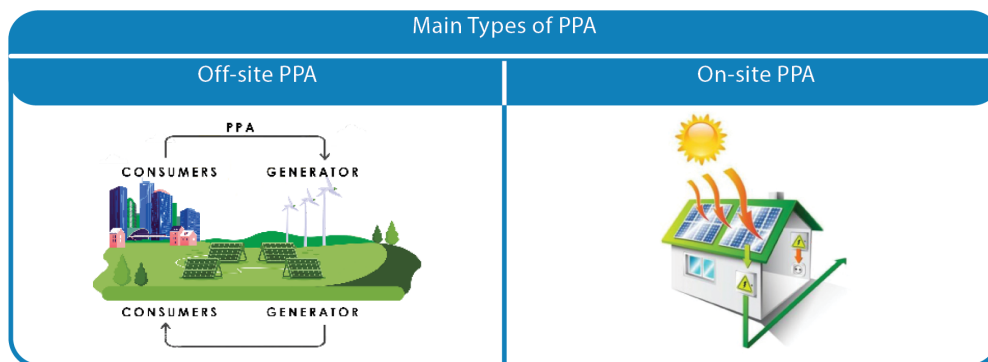 Main Types of PPA
Off-site PPA
On-site PPA
PPA
CONSUMERS GENERATOR
CONSUMERS GENERATOR